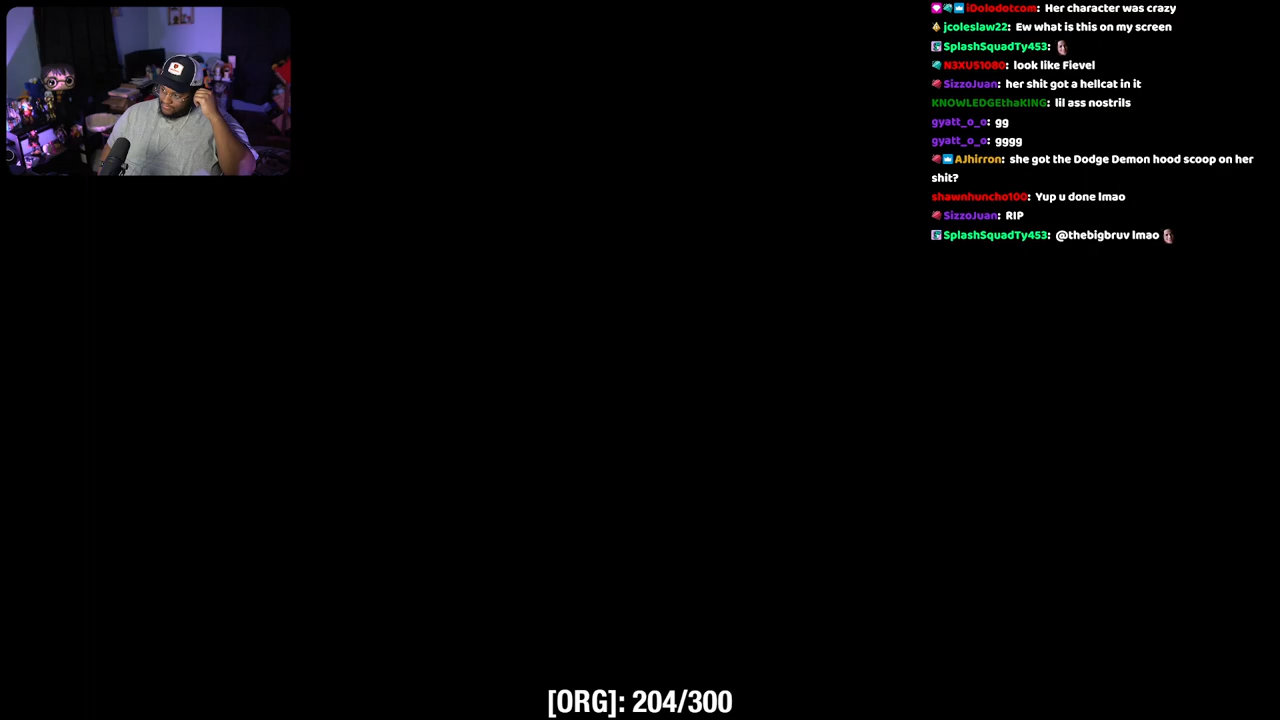 iDolodotcom: Her character was crazy
jcoleslaw22: Ew what is this on my screen
SplashSquadTy453:
N3XUS1080: look like Fievel
SizzoJuan: her shit got a hellcat in it
KNOWLEDGEthaKING: lil ass nostrils
gyatt_o_o: gg
gyatt_o_o: gggg
AJhirron: she got the Dodge Demon hood scoop on her
shit?
shawnhuncho100: Yup u done lmao
SizzoJuan: RIP
SplashSquadTy453: @thebigbruv lmao
[ORG]: 204/300